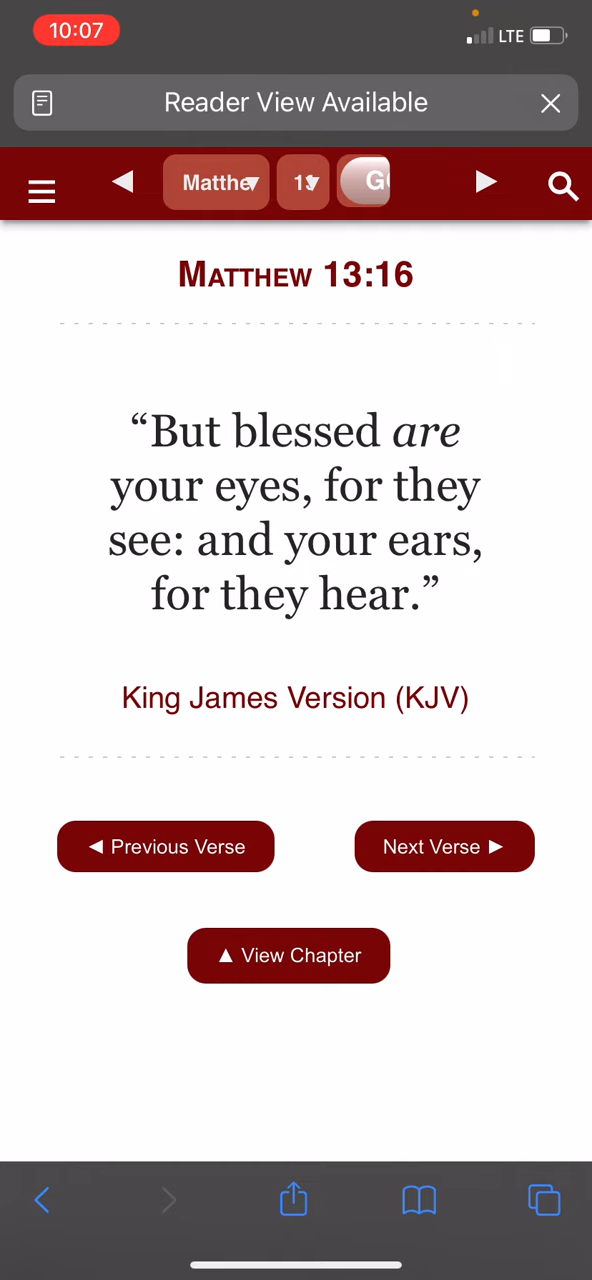 10:07
LTE
Reader View Available
Matthe
Matthew 13:16
“But blessed are
your eyes, for they
see: and your ears,
for they hear.”
King James Version (KJV)
◄ Previous Verse
Next Verse ►
▲ View Chapter